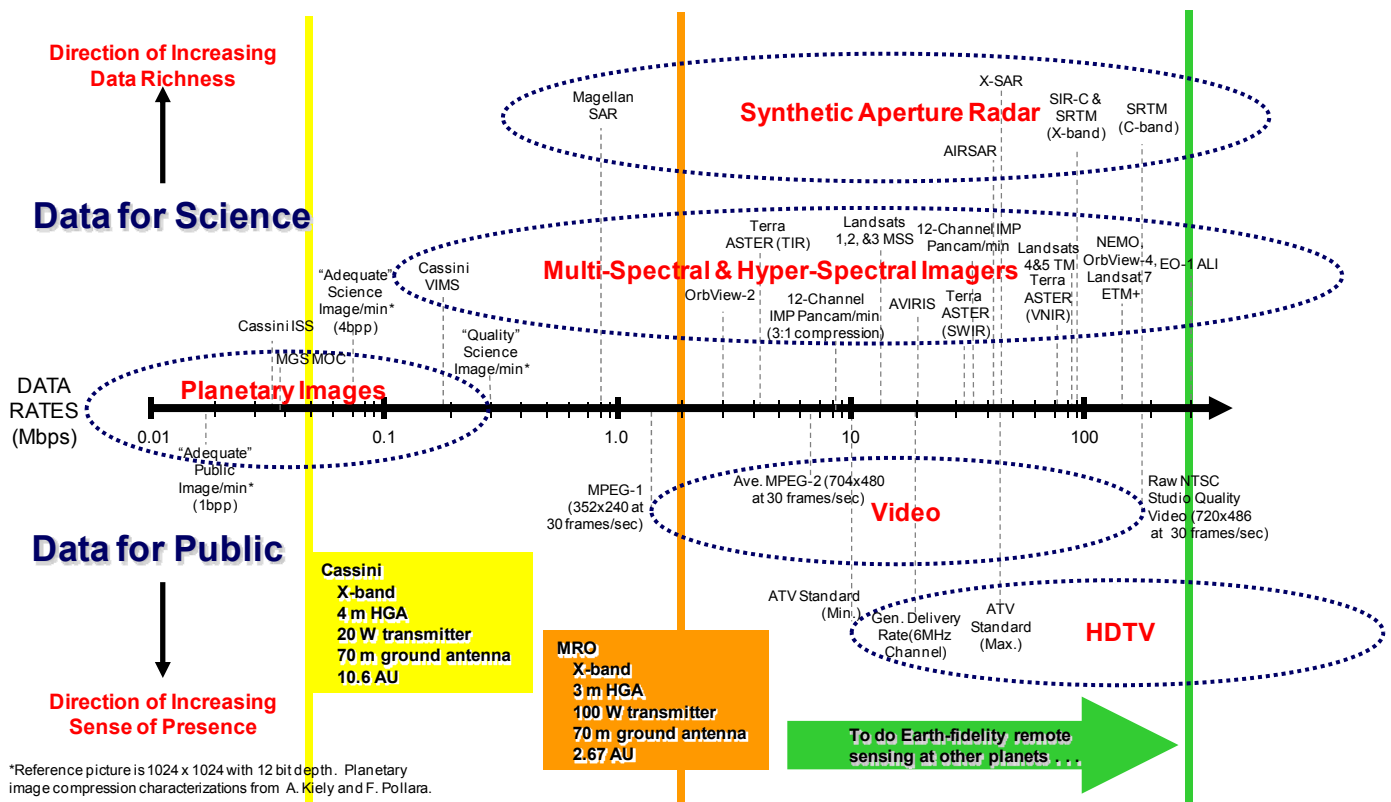 Direction of Increasing
Data Richness
Data for Science
Magellan
SAR
Synthetic Aperture Radar
X-SAR
SIR-C &
SRTM
(X-band)
SRTM
(C-band)
AIRSAR
"Adequate"
Science
Image/min*
(4bpp)
Cassini
VIMS
Cassini ISS
MGS MOC
"Quality"
Science
Image/min*
Terra
ASTER (TIR)
Landsats
1,2, &3 MSS
12-Channel IMP
Pancam/min
Landsats
4&5 TM
Terra
ASTER
(VNIR)
NEMO,
OrbView-4,
Landsat 7
ETM+
EO-1 ALI
Multi-Spectral & Hyper-Spectral Imagers
OrbView-2
12-Channel
IMP Pancam/min
(3:1 compression)
AVIRIS
Terra
ASTER
(SWIR)
Planetary Images
DATA
RATES
(Mbps)
0.01
0.1
1.0
10
100
"Adequate"
Public
Image/min*
(1bpp)
MPEG-1
(352x240 at
30 frames/sec)
Ave. MPEG-2 (704x480
at 30 frames/sec)
Video
Raw NTSC
Studio Quality
Video (720x486
at 30 frames/sec)
Data for Public
Cassini
X-band
4 m HGA
20 W transmitter
70 m ground antenna
10.6 AU
ATV Standard
(Min.)
Gen. Delivery
Rate(6MHz
Channel)
ATV
Standard
(Max.)
HDTV
MRO
X-band
3 m HGA
100 W transmitter
70 m ground antenna
2.67 AU
Direction of Increasing
Sense of Presence
To do Earth-fidelity remote
sensing at other planets . . .
*Reference picture is 1024 x 1024 with 12 bit depth. Planetary
image compression characterizations from A. Kiely and F. Pollara.